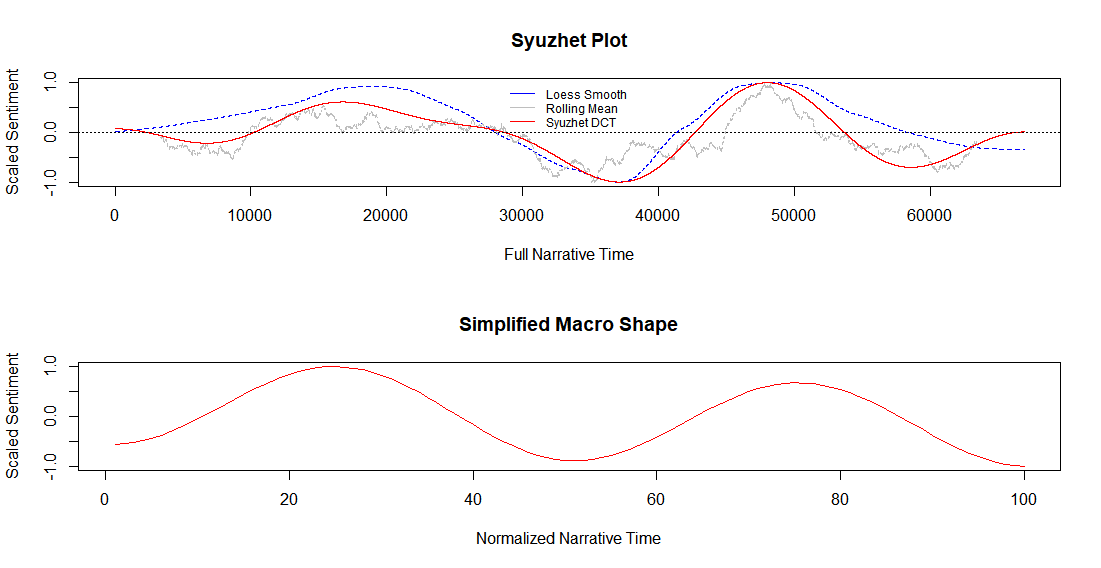 Syuzhet Plot
Scaled Sentiment
1.0
0.0
-1.0
Loess Smooth
Rolling Mean
Syuzhet DCT
0 10000 20000 30000 40000 50000 60000
Full Narrative Time
Simplified Macro Shape
Scaled Sentiment
1.0
0.0
-1.0
0 20 40 60 80 100
Normalized Narrative Time